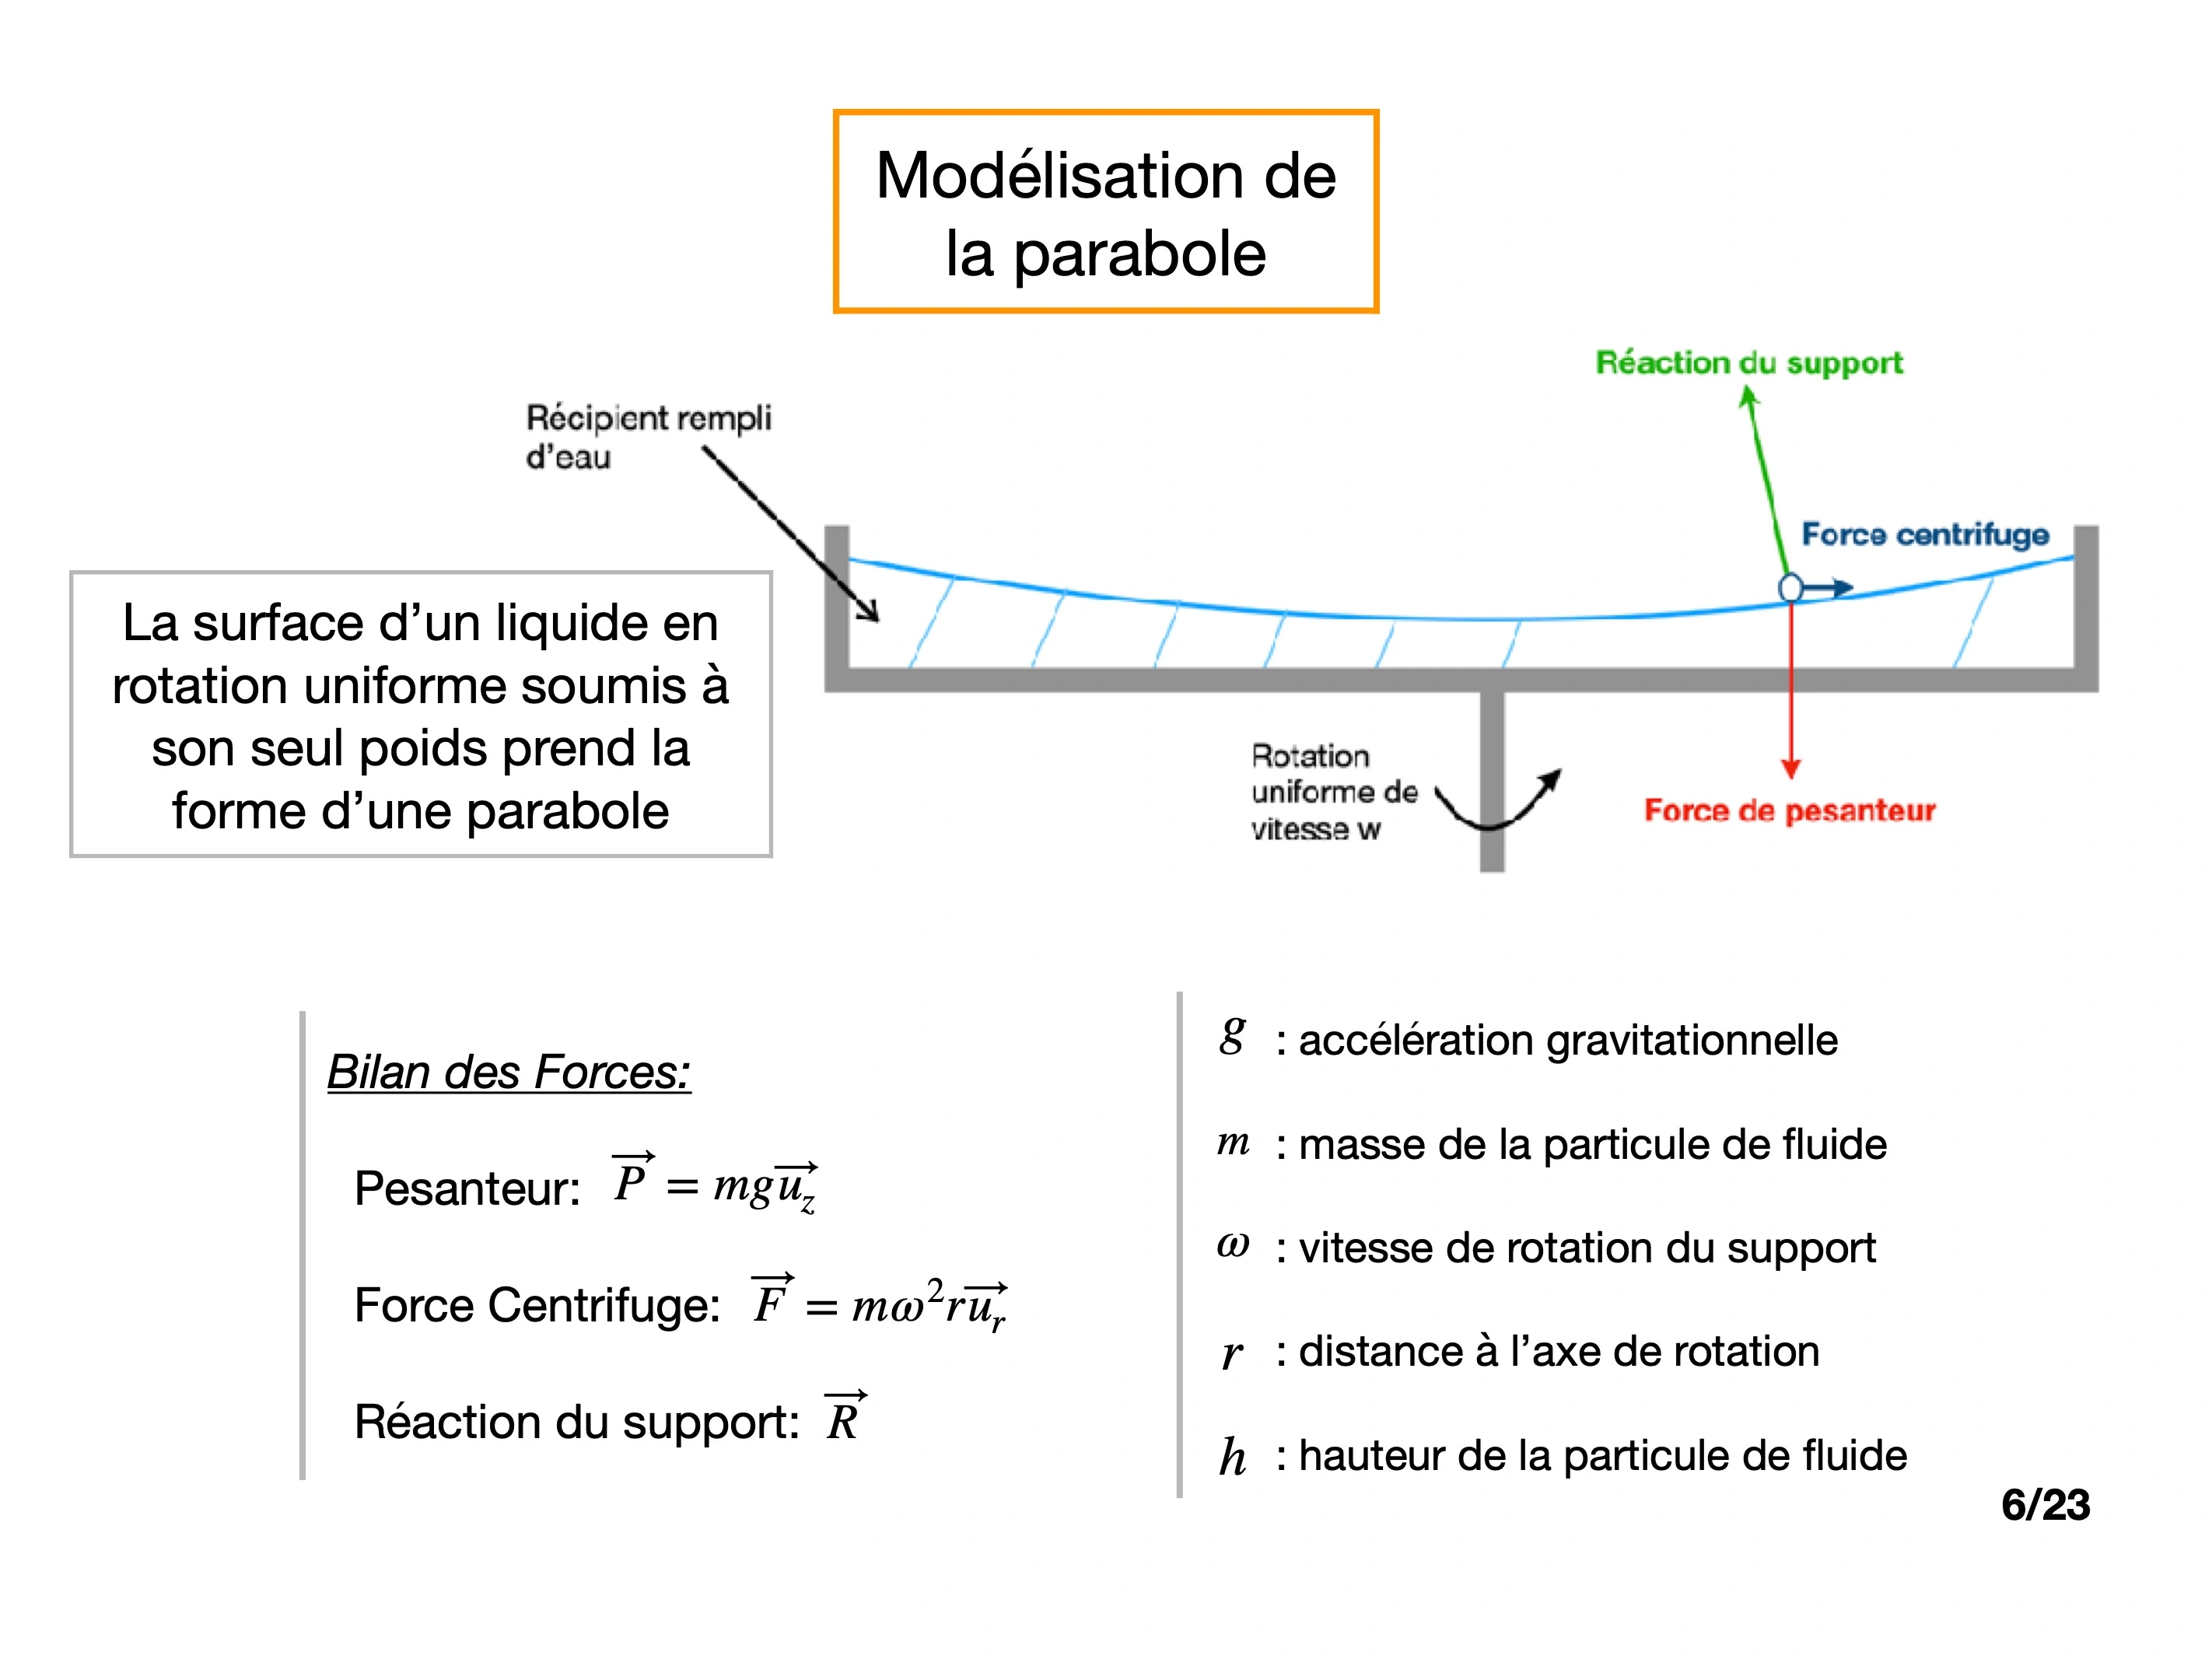 Modélisation de
la parabole
Réaction du support
Récipient rempli
d'eau
Force centrifuge
La surface d'un liquide en
rotation uniforme soumis à
son seul poids prend la
forme d'une parabole
Rotation
uniforme de
vitesse w
Force de pesanteur
Bilan des Forces:
Pesanteur: $\overrightarrow{P} = mg\overrightarrow{u_z}$
Force Centrifuge: $\overrightarrow{F} = m\omega^2 r\overrightarrow{u_r}$
Réaction du support: $\overrightarrow{R}$
g : accélération gravitationnelle
m : masse de la particule de fluide
ω : vitesse de rotation du support
r : distance à l'axe de rotation
h : hauteur de la particule de fluide
6/23